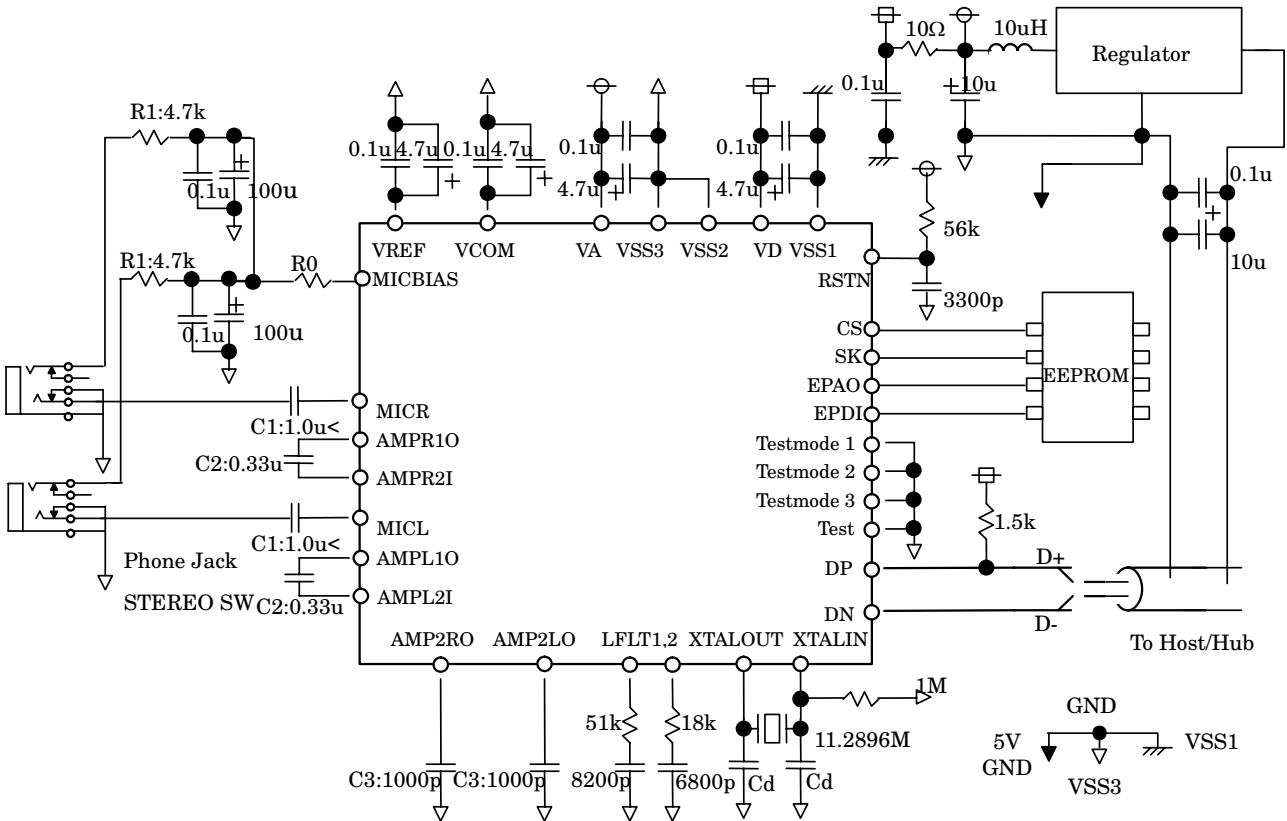 10Ω
10uH
Regulator
0.1u
+
10u
R1:4.7k
0.1u
+
100u
0.1u
4.7u
+
0.1u
4.7u
+
0.1u
4.7u
+
0.1u
4.7u
+
56k
0.1u
+
10u
VREF
VCOM
VA
VSS3
VSS2
VD
VSS1
R1:4.7k
R0
MICBIAS
RSTN
3300p
0.1u
+
100u
CS
SK
EPAO
EPDI
EEPROM
MICR
C1:1.0u<
AMPR1O
C2:0.33u
AMPR2I
Testmode 1
Testmode 2
Testmode 3
Test
1.5k
MICL
C1:1.0u<
Phone Jack
AMPL1O
STEREO SW
C2:0.33u
AMPL2I
DP
D+
DN
D-
To Host/Hub
AMP2RO
AMP2LO
LFLT1,2
XTALOUT
XTALIN
1M
51k
18k
11.2896M
C3:1000p
C3:1000p
8200p
6800p
Cd
Cd
GND
5V
GND
VSS1
VSS3